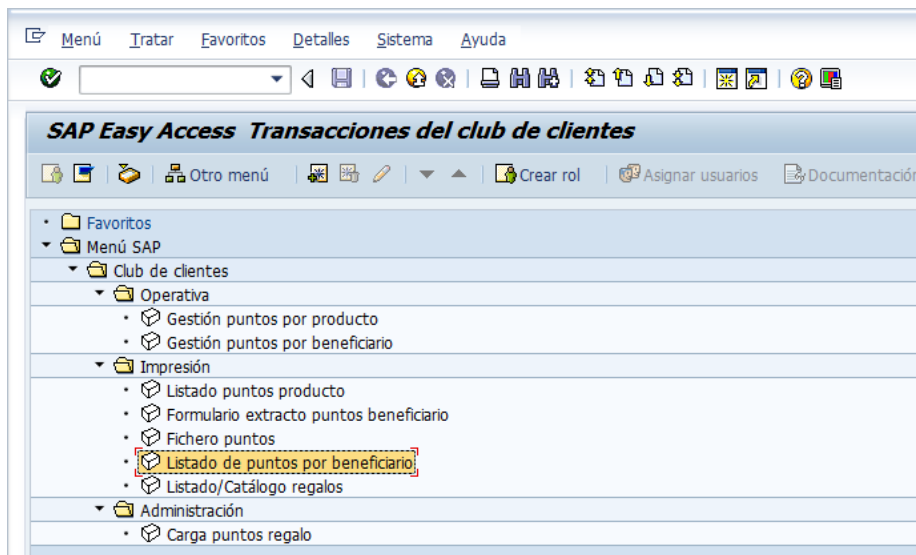 Menú Tratar Favoritos Detalles Sistema Ayuda
SAP Easy Access Transacciones del club de clientes
Otro menú Crear rol Asignar usuarios Documentación
Favoritos
Menú SAP
Club de clientes
Operativa
Gestión puntos por producto
Gestión puntos por beneficiario
Impresión
Listado puntos producto
Formulario extracto puntos beneficiario
Fichero puntos
Listado de puntos por beneficiario
Listado/Catálogo regalos
Administración
Carga puntos regalo